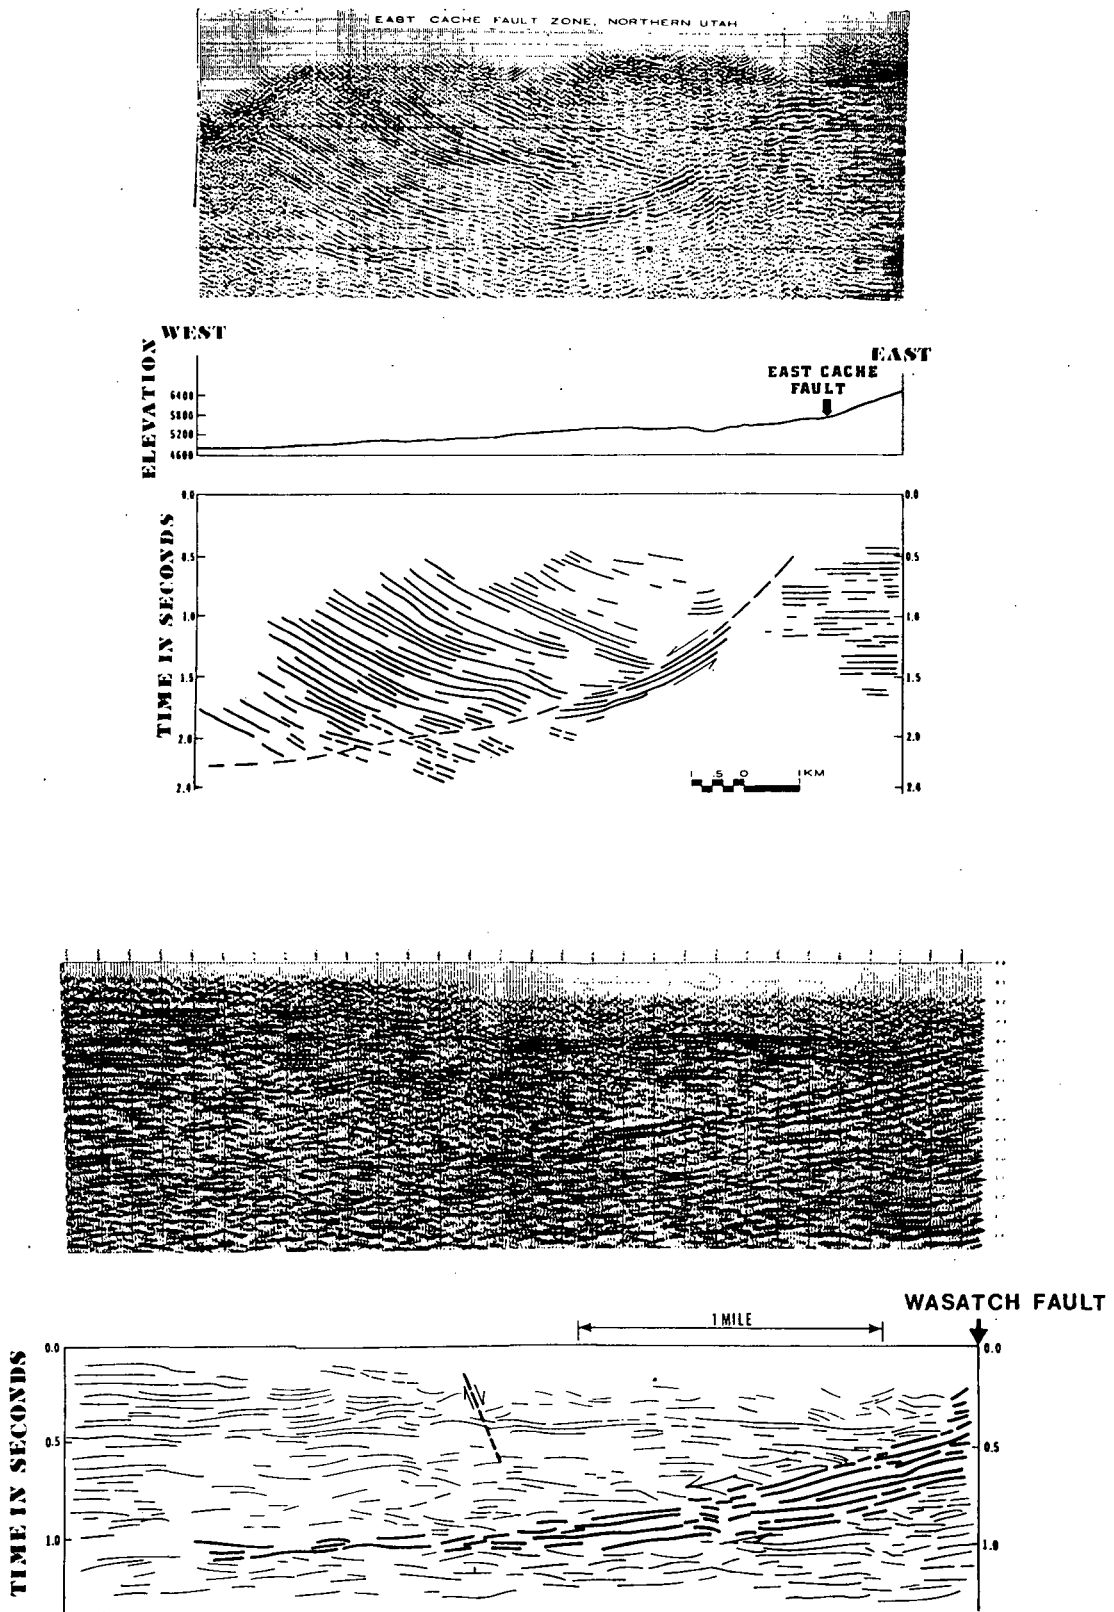 EAST CACHE FAULT ZONE, NORTHERN UTAH
WEST
EAST
ELEVATION
6400
5800
5200
4600
EAST CACHE
FAULT
TIME IN SECONDS
0.0
0.5
1.0
1.5
2.0
2.4
0.0
0.5
1.0
1.5
2.0
2.4
1 .5 0 1KM
WASATCH FAULT
1 MILE
TIME IN SECONDS
0.0
0.5
1.0
0.0
0.5
1.0